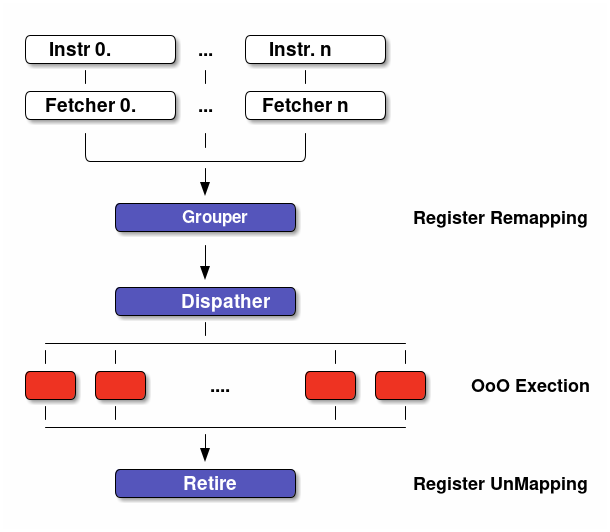 Instr 0. ... Instr. n
Fetcher 0. ... Fetcher n
Grouper Register Remapping
Dispather
.... OoO Exection
Retire Register UnMapping